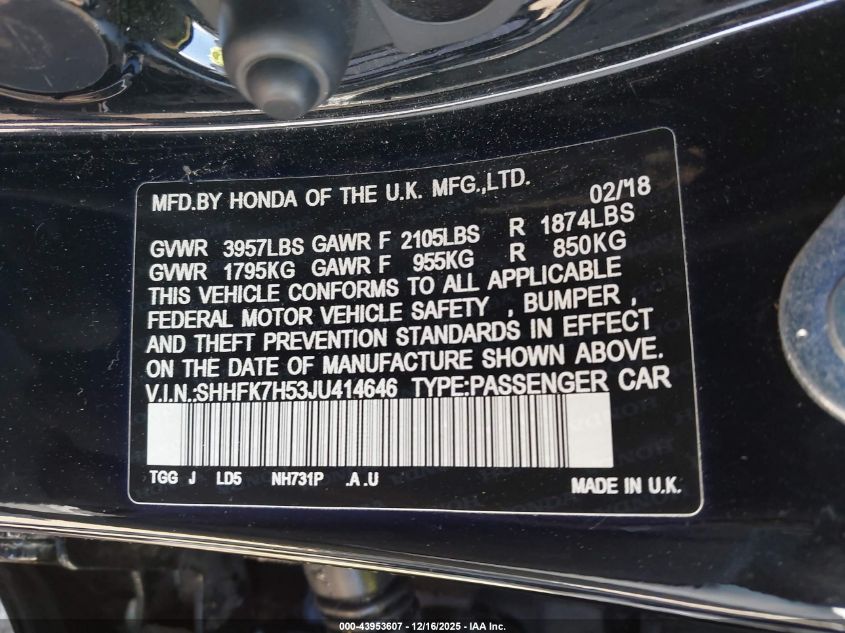 MFD.BY HONDA OF THE U.K. MFG.,LTD. 02/18
GVWR 3957LBS GAWR F 2105LBS R 1874LBS
GVWR 1795KG GAWR F 955KG R 850KG
THIS VEHICLE CONFORMS TO ALL APPLICABLE
FEDERAL MOTOR VEHICLE SAFETY , BUMPER ,
AND THEFT PREVENTION STANDARDS IN EFFECT
ON THE DATE OF MANUFACTURE SHOWN ABOVE.
V.I.N.:SHHFK7H53JU414646 TYPE:PASSENGER CAR
TGG J LD5 NH731P .A .U MADE IN U.K.
000-43953607 - 12/16/2025 - IAA Inc.